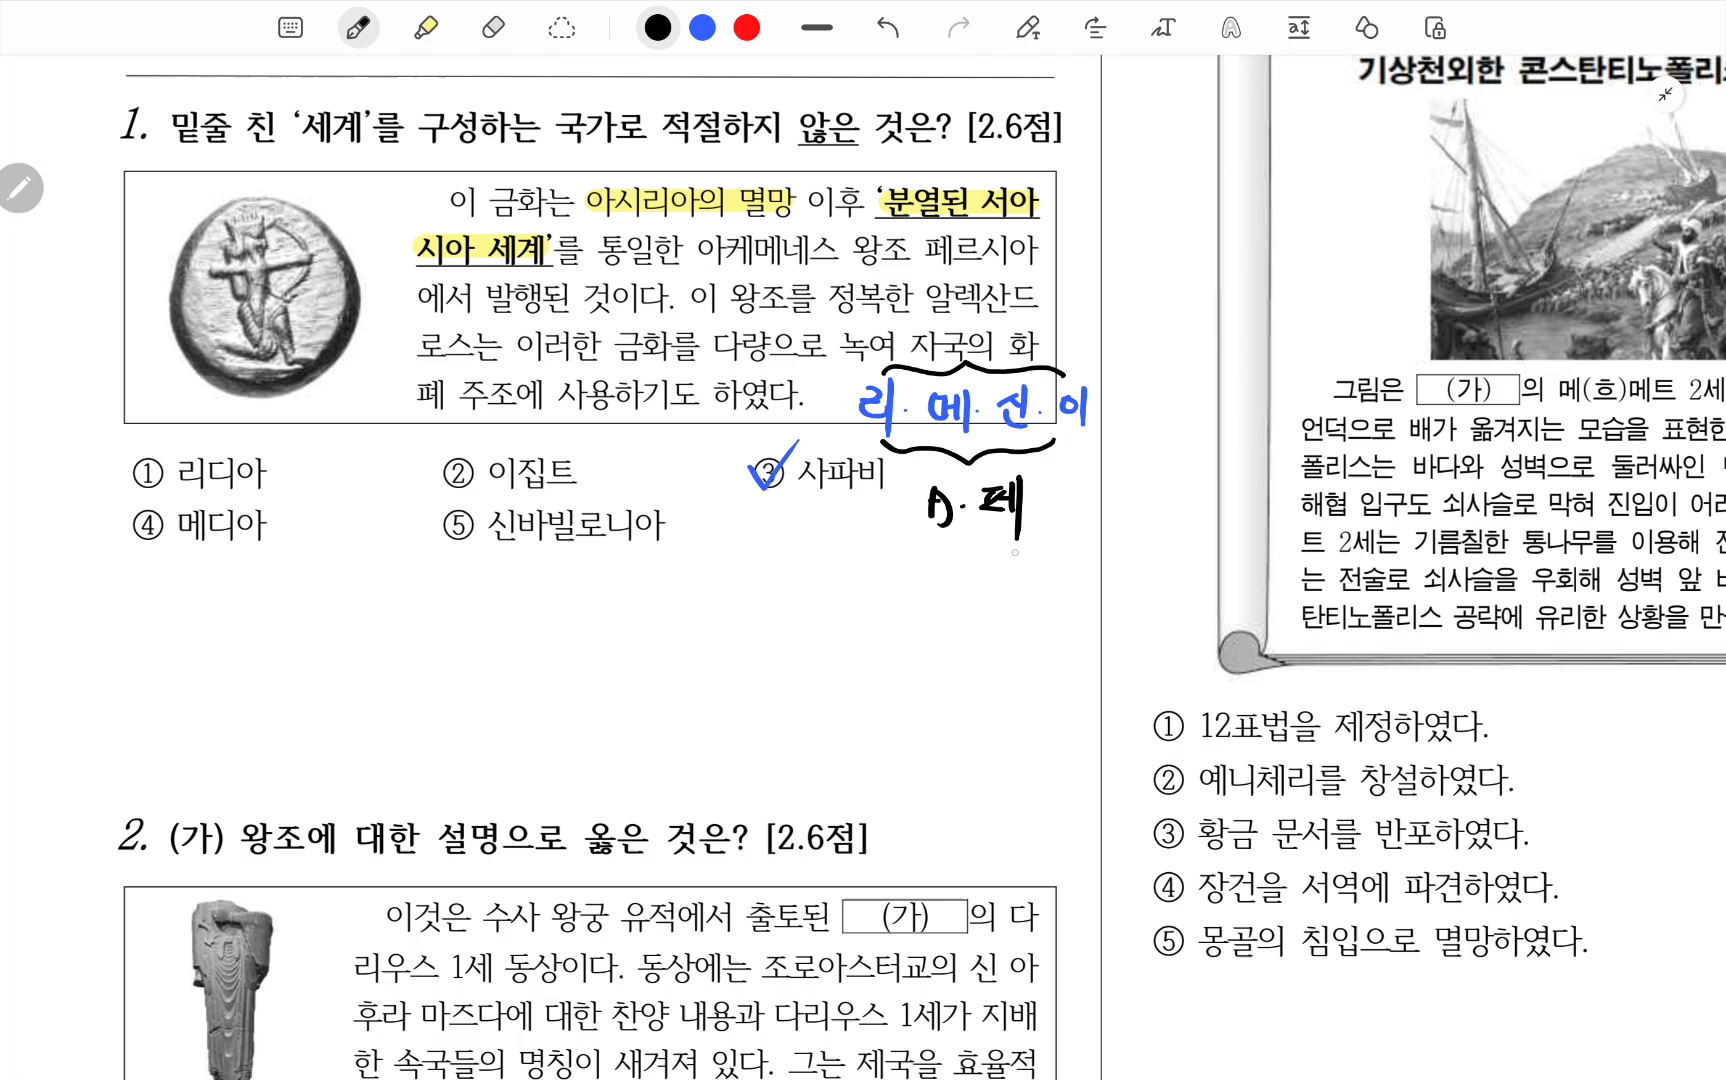 1. 밑줄 친 ‘세계’를 구성하는 국가로 적절하지 않은 것은? [2.6점]
이 금화는 아시리아의 멸망 이후 ‘분열된 서아
시아 세계’를 통일한 아케메네스 왕조 페르시아
에서 발행된 것이다. 이 왕조를 정복한 알렉산드
로스는 이러한 금화를 다량으로 녹여 자국의 화
폐 주조에 사용하기도 하였다.
리·메·신·이
A·페
① 리디아 ② 이집트 ③ 사파비
④ 메디아 ⑤ 신바빌로니아
2. (가) 왕조에 대한 설명으로 옳은 것은? [2.6점]
이것은 수사 왕궁 유적에서 출토된 (가) 의 다
리우스 1세 동상이다. 동상에는 조로아스터교의 신 아
후라 마즈다에 대한 찬양 내용과 다리우스 1세가 지배
한 속국들의 명칭이 새겨져 있다. 그는 제국을 효율적
기상천외한 콘스탄티노폴리
그림은 (가) 의 메(흐)메트 2세
언덕으로 배가 옮겨지는 모습을 표현한
폴리스는 바다와 성벽으로 둘러싸인
해협 입구도 쇠사슬로 막혀 진입이 어려
트 2세는 기름칠한 통나무를 이용해
는 전술로 쇠사슬을 우회해 성벽 앞
탄티노폴리스 공략에 유리한 상황을 만
① 12표법을 제정하였다.
② 예니체리를 창설하였다.
③ 황금 문서를 반포하였다.
④ 장건을 서역에 파견하였다.
⑤ 몽골의 침입으로 멸망하였다.